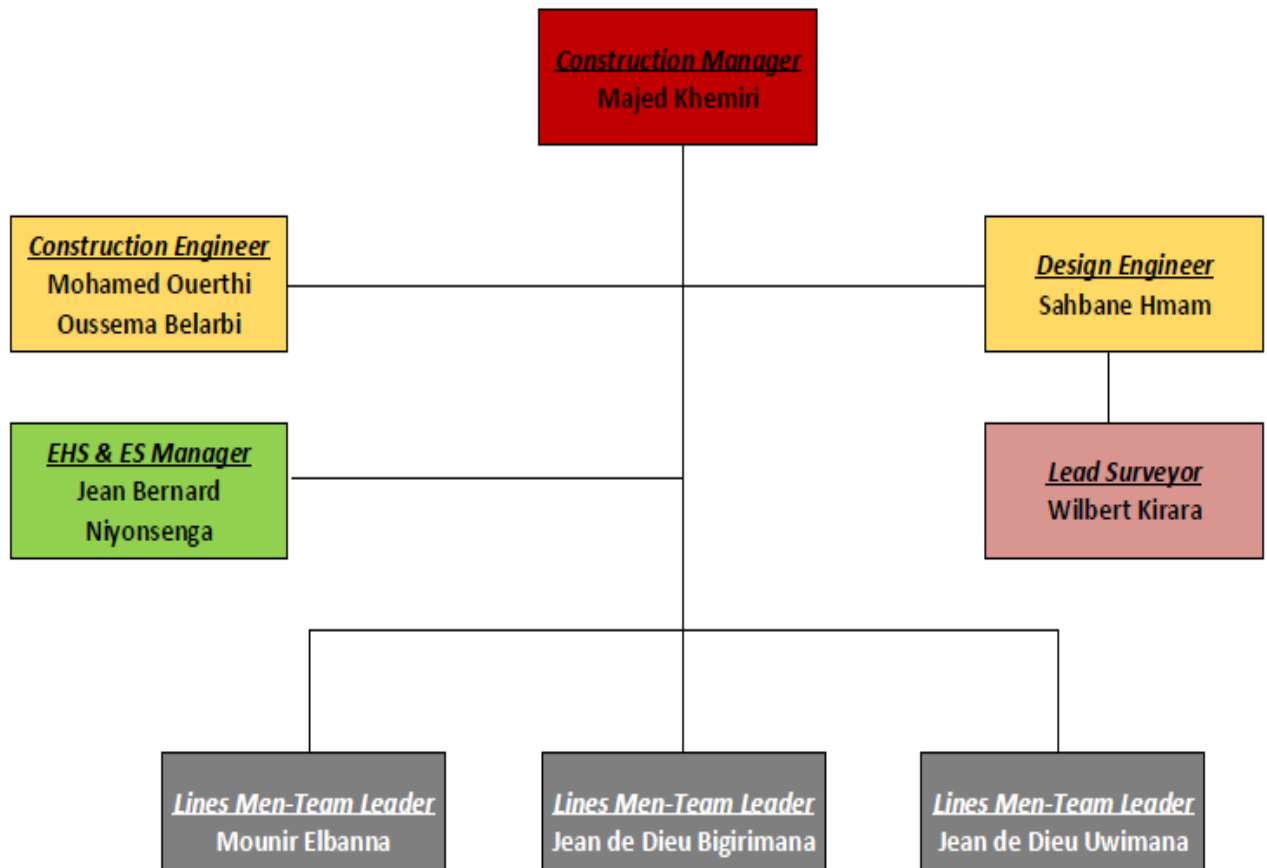 Construction Manager
Majed Khemiri
Construction Engineer
Mohamed Ouerthi
Oussema Belarbi
Design Engineer
Sahbane Hmam
EHS & ES Manager
Jean Bernard
Niyonsenga
Lead Surveyor
Wilbert Kirara
Lines Men-Team Leader
Mounir Elbanna
Lines Men-Team Leader
Jean de Dieu Bigirimana
Lines Men-Team Leader
Jean de Dieu Uwimana